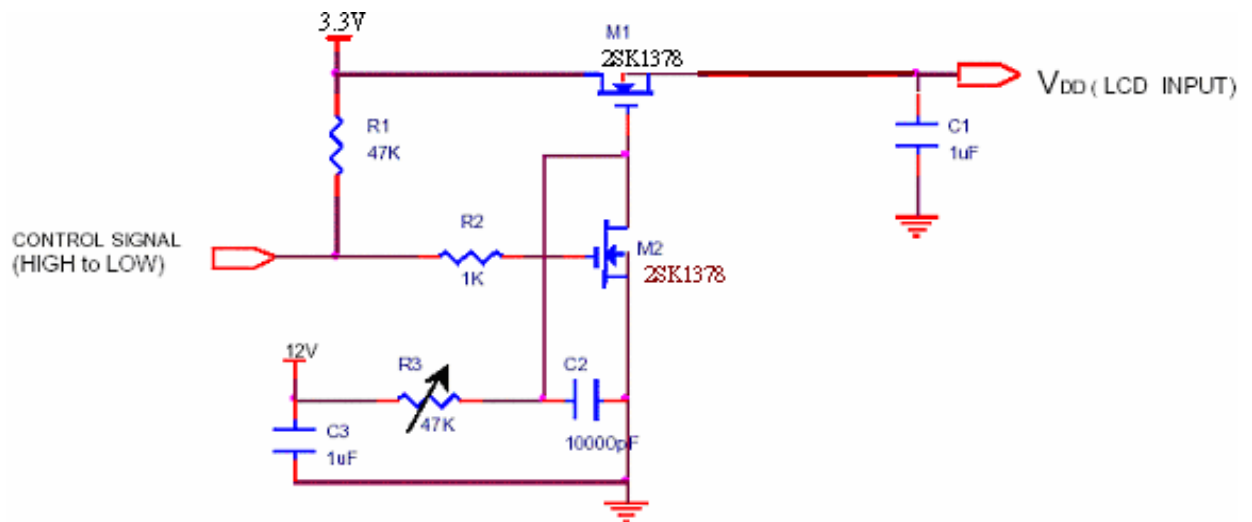 3.3V
M1
2SK1378
VDD ( LCD INPUT)
R1
47K
C1
1uF
R2
1K
CONTROL SIGNAL
(HIGH to LOW)
M2
2SK1378
12V
R3
47K
C2
10000pF
C3
1uF